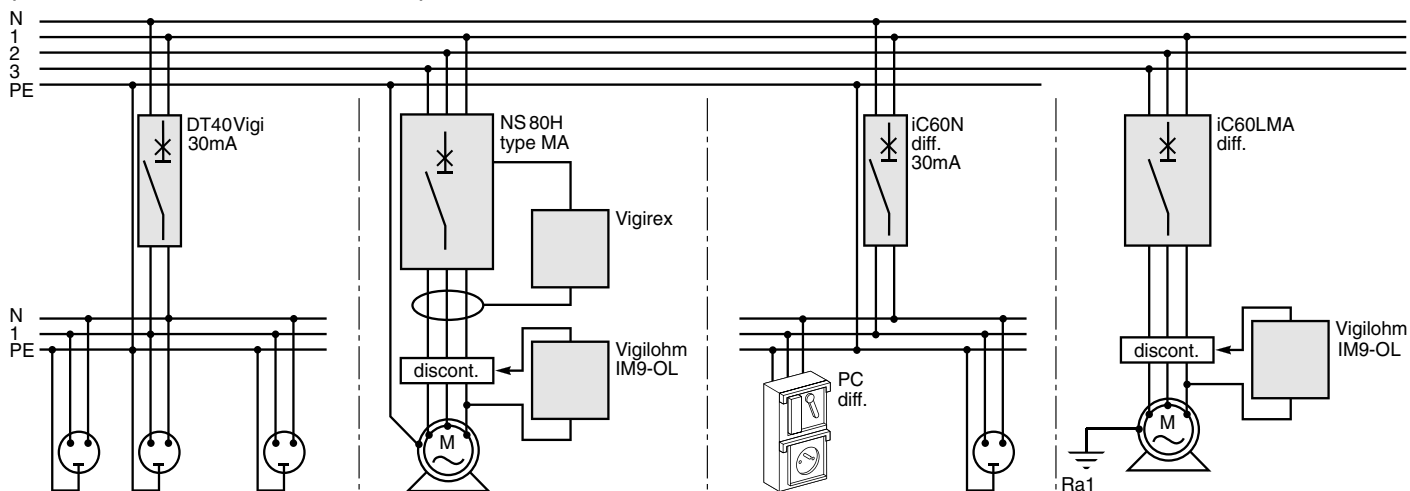 N
1
2
3
PE
DT40Vigi
30mA
NS80H
type MA
Vigirex
iC60N
diff.
30mA
iC60LMA
diff.
N
1
PE
discont.
Vigilohm
IM9-OL
M
PC
diff.
discont.
Vigilohm
IM9-OL
M
Ra1